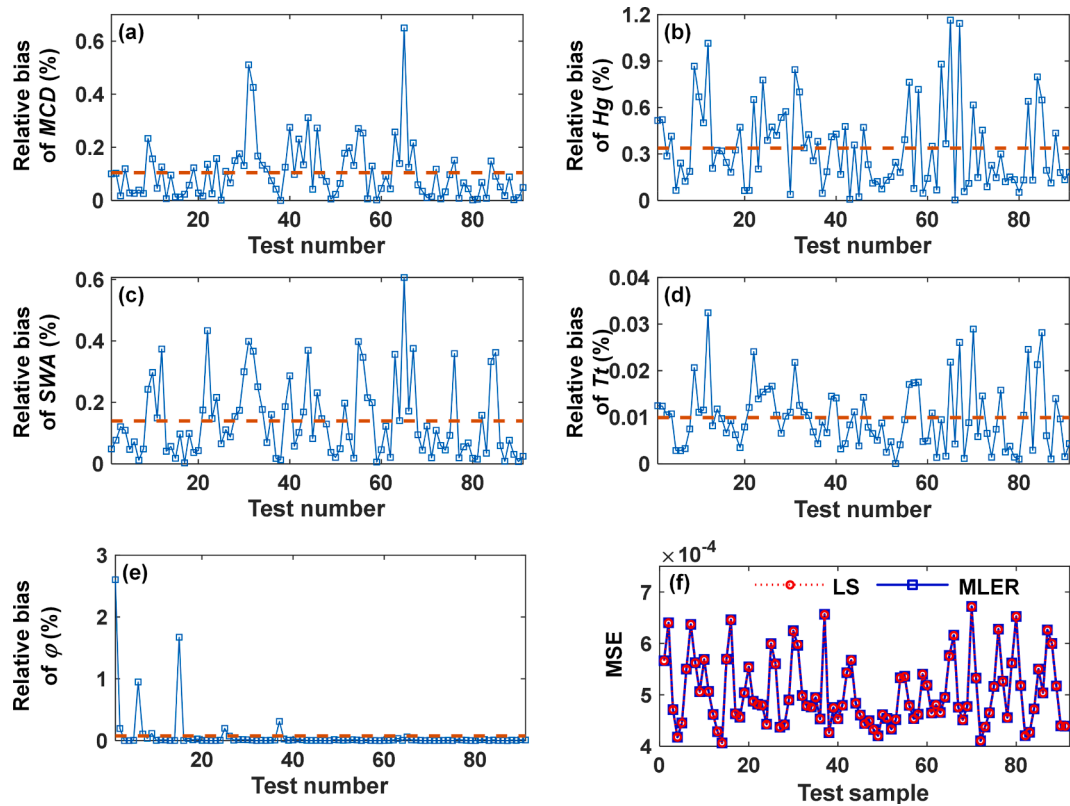 (a)
Relative bias
of MCD (%)
0.6
0.4
0.2
0
20 40 60 80
Test number
(b)
Relative bias
of Hg (%)
1.2
0.9
0.6
0.3
0
20 40 60 80
Test number
(c)
Relative bias
of SWA (%)
0.6
0.4
0.2
0
20 40 60 80
Test number
(d)
Relative bias
of Tt (%)
0.04
0.03
0.02
0.01
0
20 40 60 80
Test number
(e)
Relative bias
of φ (%)
3
2
1
0
20 40 60 80
Test number
× 10⁻⁴
(f) LS MLER
MSE
7
6
5
4
0 20 40 60 80
Test sample